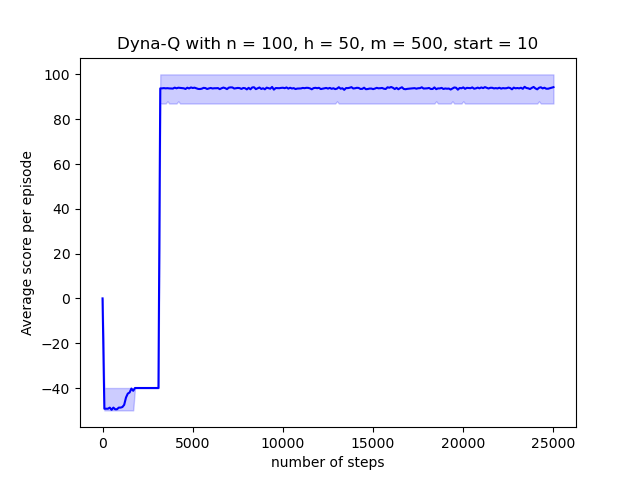 Dyna-Q with n = 100, h = 50, m = 500, start = 10
100
80
60
40
20
0
−20
−40
Average score per episode
0 5000 10000 15000 20000 25000
number of steps